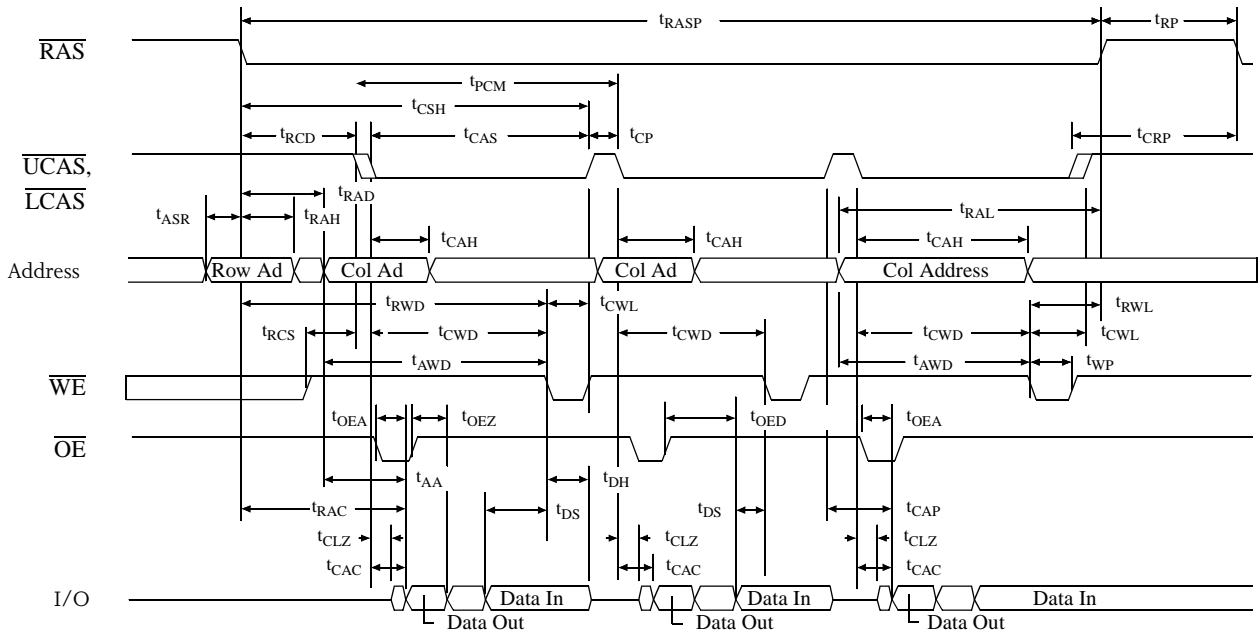 tRASP tRP
RAS
tPCM
tCSH
tRCD tCAS tCP tCRP
UCAS,
LCAS
tRAD
tASR tRAH tRAL
tCAH tCAH tCAH
Address Row Ad Col Ad Col Ad Col Address
tRWD tCWL tRWL
tRCS tCWD tCWD tCWD tCWL
tAWD tAWD tWP
WE
tOEA tOEZ tOED tOEA
OE
tAA tDH
tRAC tDS tDS tCAP
tCLZ tCLZ tCLZ
tCAC tCAC tCAC
I/O Data In Data In Data In
Data Out Data Out Data Out